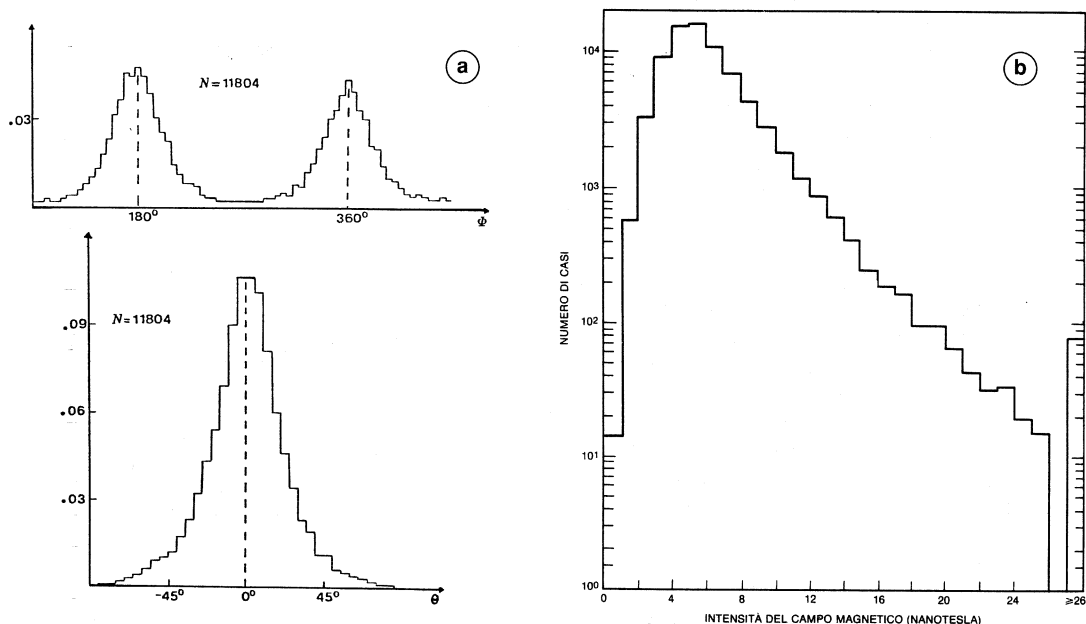 a
N=11804
.03
180° 360° Φ
N=11804
.09
.06
.03
-45° 0° 45° θ
b
NUMERO DI CASI
10⁴
10³
10²
10¹
10⁰
0 4 8 12 16 20 24 ≥26
INTENSITÀ DEL CAMPO MAGNETICO (NANOTESLA)